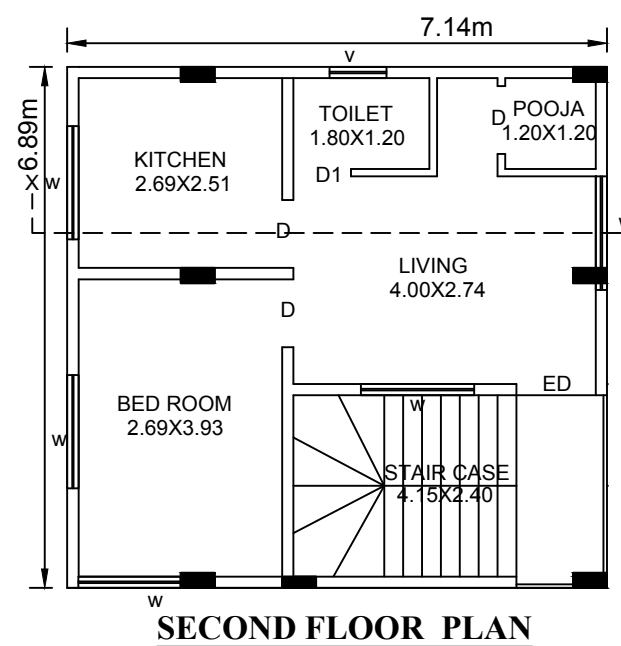 7.14m
v
6.89m
TOILET
1.80X1.20
POOJA
1.20X1.20
D
KITCHEN
2.69X2.51
D1
X
w
D
LIVING
4.00X2.74
D
ED
BED ROOM
2.69X3.93
w
w
STAIR CASE
4.15X2.40
w
SECOND FLOOR PLAN